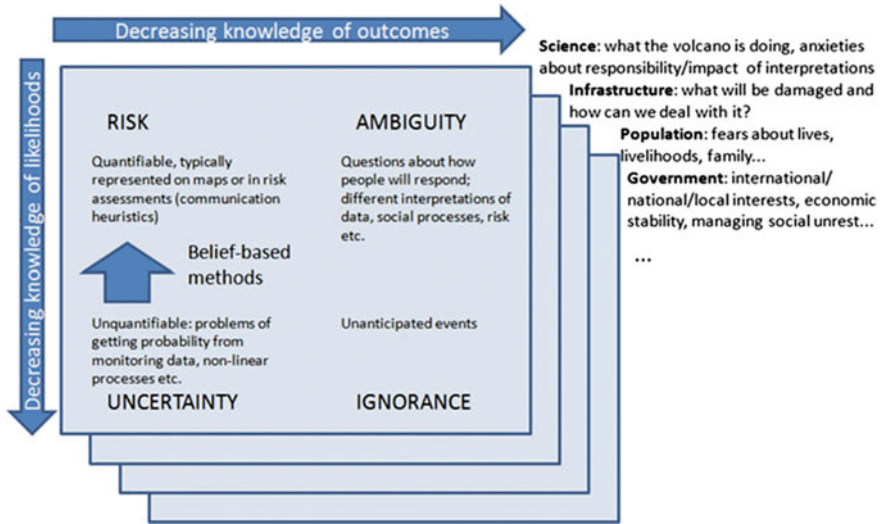 Decreasing knowledge of outcomes
Decreasing knowledge of likelihoods
RISK
Quantifiable, typically
represented on maps or in risk
assessments (communication
heuristics)
AMBIGUITY
Questions about how
people will respond;
different interpretations of
data, social processes, risk
etc.
Belief-based
methods
Unquantifiable: problems of
getting probability from
monitoring data, non-linear
processes etc.
UNCERTAINTY
Unanticipated events
IGNORANCE
Science: what the volcano is doing, anxieties
about responsibility/impact of interpretations
Infrastructure: what will be damaged and
how can we deal with it?
Population: fears about lives,
livelihoods, family...
Government: international/
national/local interests, economic
stability, managing social unrest...
...